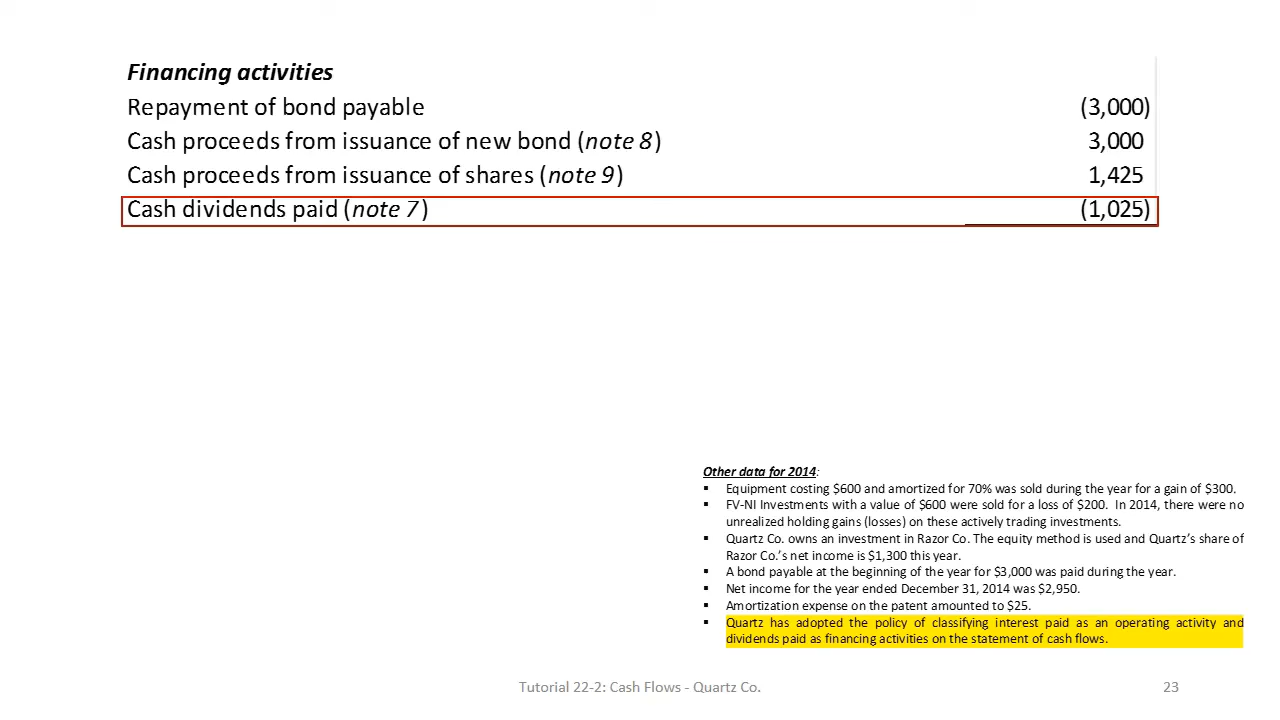 Financing activities
Repayment of bond payable (3,000)
Cash proceeds from issuance of new bond (note 8) 3,000
Cash proceeds from issuance of shares (note 9) 1,425
Cash dividends paid (note 7) (1,025)
Other data for 2014:
▪ Equipment costing $600 and amortized for 70% was sold during the year for a gain of $300.
▪ FV-NI Investments with a value of $600 were sold for a loss of $200. In 2014, there were no
unrealized holding gains (losses) on these actively trading investments.
▪ Quartz Co. owns an investment in Razor Co. The equity method is used and Quartz's share of
Razor Co.'s net income is $1,300 this year.
▪ A bond payable at the beginning of the year for $3,000 was paid during the year.
▪ Net income for the year ended December 31, 2014 was $2,950.
▪ Amortization expense on the patent amounted to $25.
▪ Quartz has adopted the policy of classifying interest paid as an operating activity and
dividends paid as financing activities on the statement of cash flows.
Tutorial 22-2: Cash Flows - Quartz Co. 23